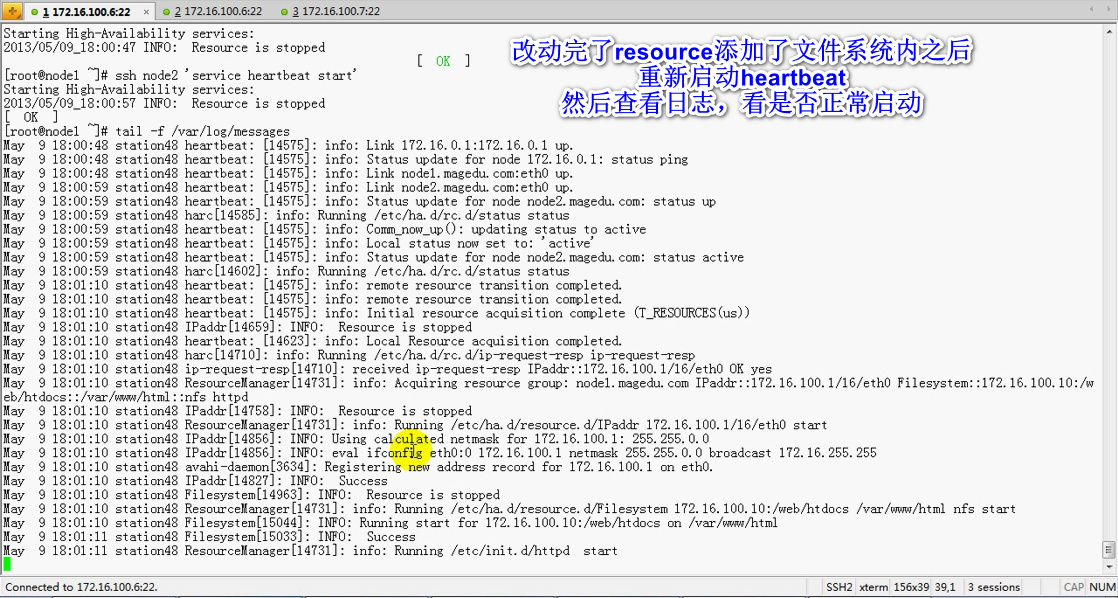 1 172.16.100.6:22 × 2 172.16.100.6:22 3 172.16.100.7:22
Starting High-Availability services:
2013/05/09_18:00:47 INFO:  Resource is stopped
[  OK  ]
[root@node1 ~]# ssh node2 'service heartbeat start'
Starting High-Availability services:
2013/05/09_18:00:57 INFO:  Resource is stopped
[  OK  ]
[root@node1 ~]# tail -f /var/log/messages
改动完了resource添加了文件系统内之后
重新启动heartbeat
然后查看日志，看是否正常启动
May  9 18:00:48 station48 heartbeat: [14575]: info: Link 172.16.0.1:172.16.0.1 up.
May  9 18:00:48 station48 heartbeat: [14575]: info: Status update for node 172.16.0.1: status ping
May  9 18:00:48 station48 heartbeat: [14575]: info: Link node1.magedu.com:eth0 up.
May  9 18:00:59 station48 heartbeat: [14575]: info: Link node2.magedu.com:eth0 up.
May  9 18:00:59 station48 heartbeat: [14575]: info: Status update for node node2.magedu.com: status up
May  9 18:00:59 station48 harc[14585]: info: Running /etc/ha.d/rc.d/status status
May  9 18:00:59 station48 heartbeat: [14575]: info: Comm_now_up(): updating status to active
May  9 18:00:59 station48 heartbeat: [14575]: info: Local status now set to: 'active'
May  9 18:00:59 station48 heartbeat: [14575]: info: Status update for node node2.magedu.com: status active
May  9 18:00:59 station48 harc[14602]: info: Running /etc/ha.d/rc.d/status status
May  9 18:01:10 station48 heartbeat: [14575]: info: remote resource transition completed.
May  9 18:01:10 station48 heartbeat: [14575]: info: remote resource transition completed.
May  9 18:01:10 station48 heartbeat: [14575]: info: Initial resource acquisition complete (T_RESOURCES(us))
May  9 18:01:10 station48 IPaddr[14659]: INFO:  Resource is stopped
May  9 18:01:10 station48 heartbeat: [14623]: info: Local Resource acquisition completed.
May  9 18:01:10 station48 harc[14710]: info: Running /etc/ha.d/rc.d/ip-request-resp ip-request-resp
May  9 18:01:10 station48 ip-request-resp[14710]: received ip-request-resp IPaddr::172.16.100.1/16/eth0 OK yes
May  9 18:01:10 station48 ResourceManager[14731]: info: Acquiring resource group: node1.magedu.com IPaddr::172.16.100.1/16/eth0 Filesystem::172.16.100.10:/w
eb/htdocs::/var/www/html::nfs httpd
May  9 18:01:10 station48 IPaddr[14758]: INFO:  Resource is stopped
May  9 18:01:10 station48 ResourceManager[14731]: info: Running /etc/ha.d/resource.d/IPaddr 172.16.100.1/16/eth0 start
May  9 18:01:10 station48 IPaddr[14856]: INFO: Using calculated netmask for 172.16.100.1: 255.255.0.0
May  9 18:01:10 station48 IPaddr[14856]: INFO: eval ifconfig eth0:0 172.16.100.1 netmask 255.255.0.0 broadcast 172.16.255.255
May  9 18:01:10 station48 avahi-daemon[3634]: Registering new address record for 172.16.100.1 on eth0.
May  9 18:01:10 station48 IPaddr[14827]: INFO:  Success
May  9 18:01:10 station48 Filesystem[14963]: INFO:  Resource is stopped
May  9 18:01:10 station48 ResourceManager[14731]: info: Running /etc/ha.d/resource.d/Filesystem 172.16.100.10:/web/htdocs /var/www/html nfs start
May  9 18:01:10 station48 Filesystem[15044]: INFO: Running start for 172.16.100.10:/web/htdocs on /var/www/html
May  9 18:01:11 station48 Filesystem[15033]: INFO:  Success
May  9 18:01:11 station48 ResourceManager[14731]: info: Running /etc/init.d/httpd  start
Connected to 172.16.100.6:22. SSH2 xterm 156x39 39,1 3 sessions CAP NUM